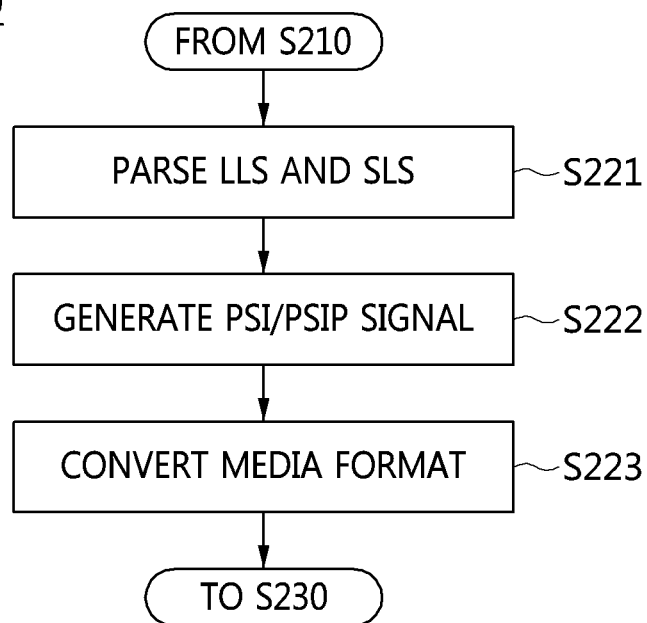 FROM S210
PARSE LLS AND SLS
S221
GENERATE PSI/PSIP SIGNAL
S222
CONVERT MEDIA FORMAT
S223
TO S230